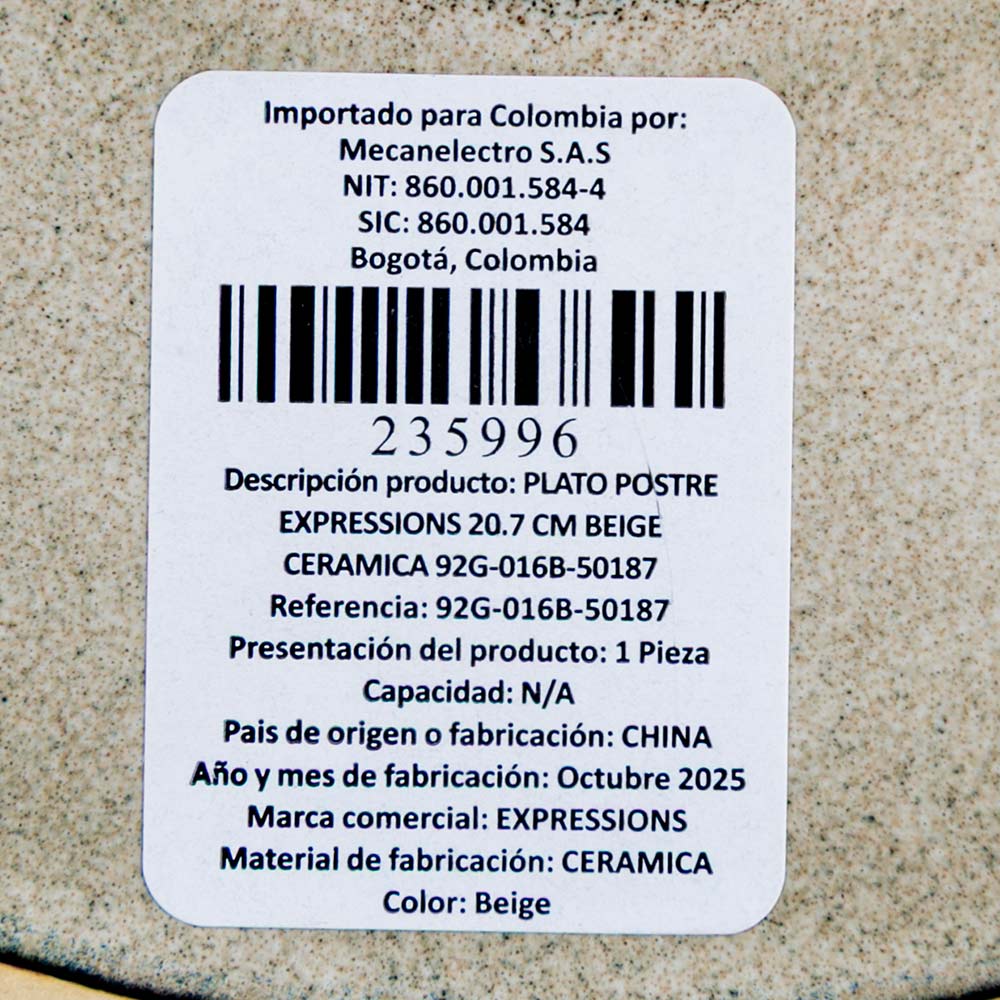 Importado para Colombia por:
Mecanelectro S.A.S
NIT: 860.001.584-4
SIC: 860.001.584
Bogotá, Colombia
235996
Descripción producto: PLATO POSTRE
EXPRESSIONS 20.7 CM BEIGE
CERAMICA 92G-016B-50187
Referencia: 92G-016B-50187
Presentación del producto: 1 Pieza
Capacidad: N/A
Pais de origen o fabricación: CHINA
Año y mes de fabricación: Octubre 2025
Marca comercial: EXPRESSIONS
Material de fabricación: CERAMICA
Color: Beige